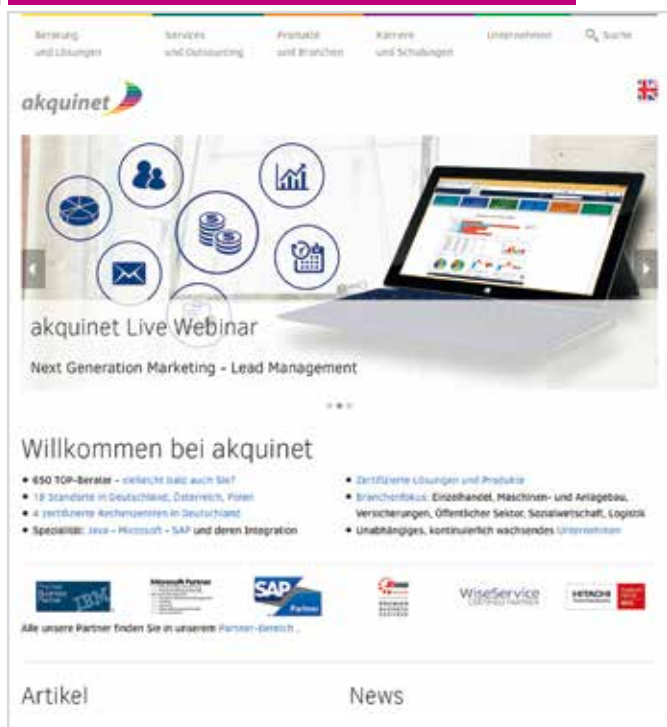 Beratung
und Lösungen
Services
und Outsourcing
Produkte
und Branchen
Karriere
und Schulungen
Unternehmen
Suche
akquinet
akquinet Live Webinar
Next Generation Marketing - Lead Management
Willkommen bei akquinet
• 650 TOP-Berater - vielleicht bald auch Sie?
• 18 Standorte in Deutschland, Österreich, Polen
• 4 zertifizierte Rechenzentren in Deutschland
• Spezialität: Java - Microsoft - SAP und deren Integration
• Zertifizierte Lösungen und Produkte
• Branchenfokus: Einzelhandel, Maschinen- und Anlagebau,
Versicherungen, Öffentlicher Sektor, Sozialwirtschaft, Logistik
• Unabhängiges, kontinuierlich wachsendes Unternehmen
Business
Partner
IBM
Microsoft Partner
SAP
Partner
WiseService
CERTIFIED PARTNER
HITACHI
Alle unsere Partner finden Sie in unserem Partner-Bereich .
Artikel
News